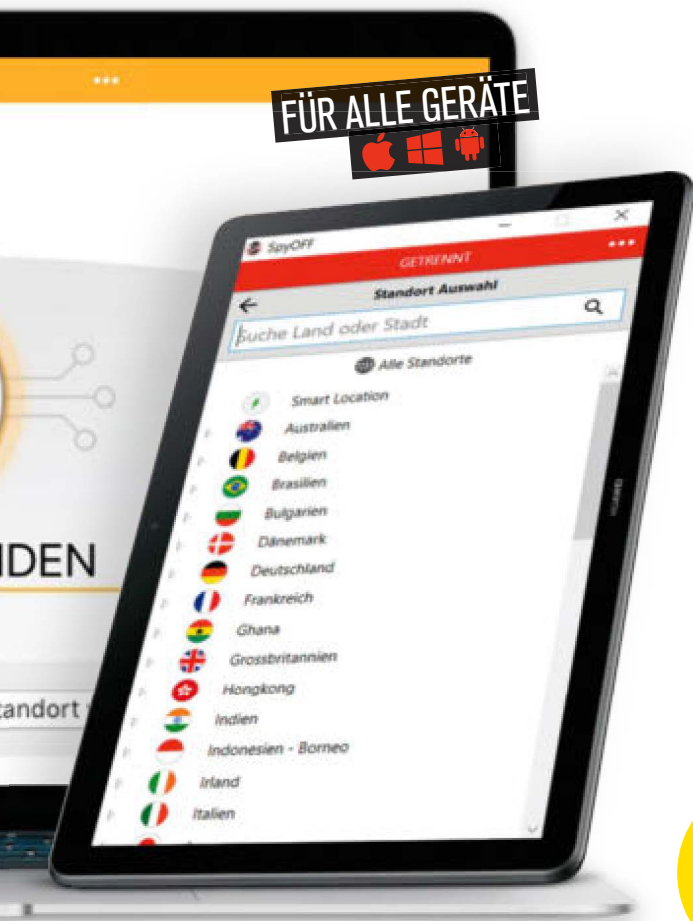 FÜR ALLE GERÄTE
SpyOFF
GETRENNT
Standort Auswahl
Suche Land oder Stadt
Alle Standorte
Smart Location
Australien
Belgien
Brasilien
Bulgarien
Dänemark
Deutschland
Frankreich
Ghana
Grossbritannien
Hongkong
Indien
Indonesien - Borneo
Irland
Italien
NDEN
tandort
HUAWEI